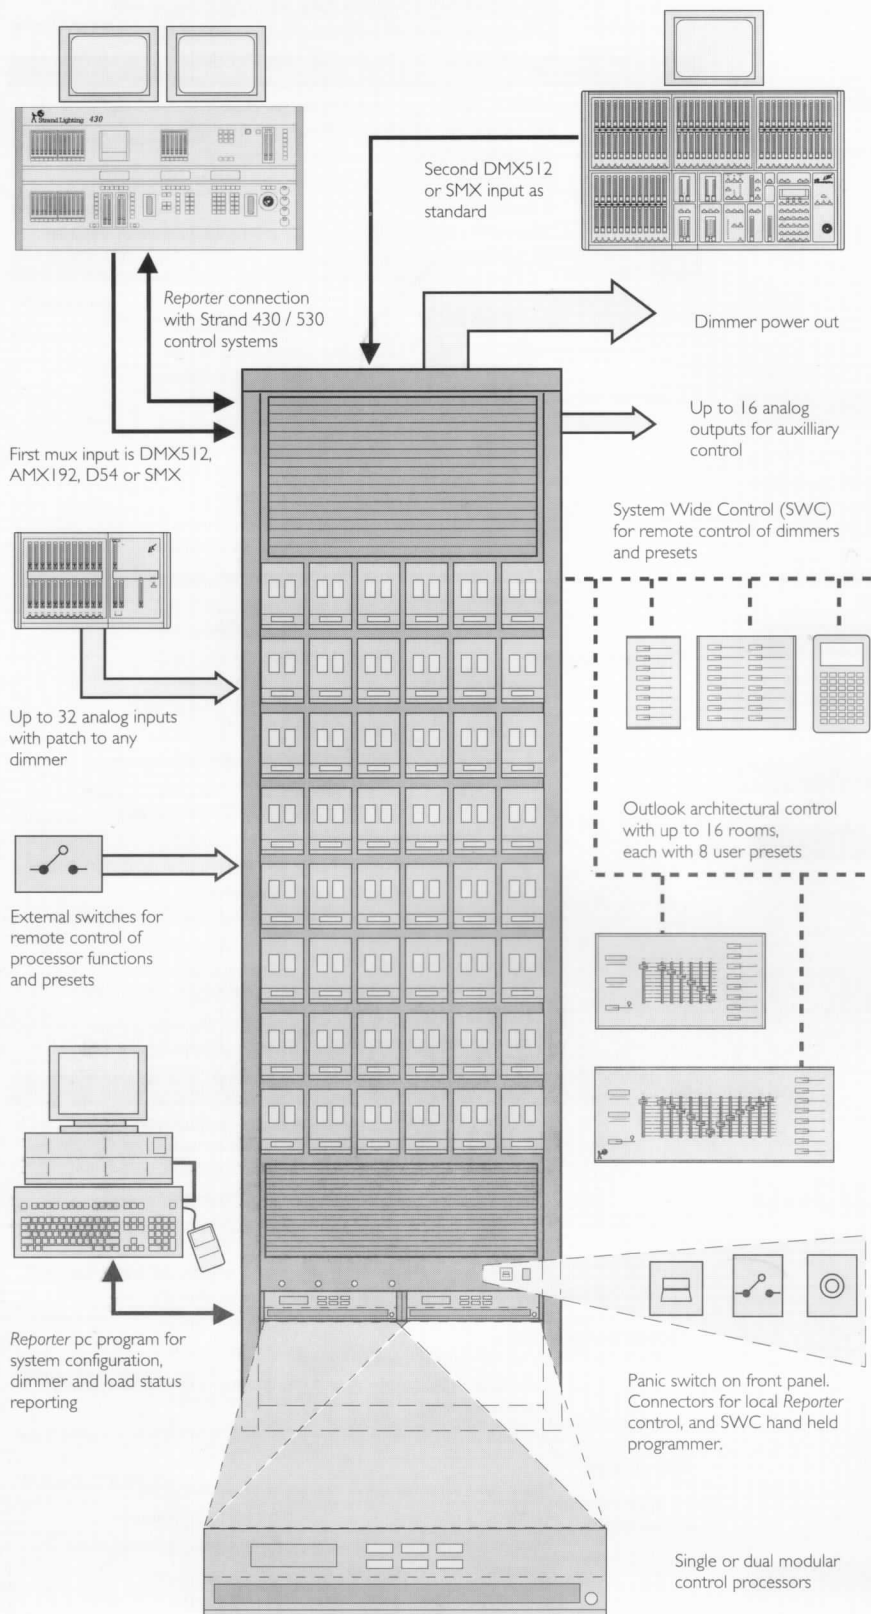 Strand Lighting 430
Second DMX512
or SMX input as
standard
Reporter connection
with Strand 430 / 530
control systems
Dimmer power out
First mux input is DMX512,
AMX192, D54 or SMX
Up to 16 analog
outputs for auxilliary
control
System Wide Control (SWC)
for remote control of dimmers
and presets
Up to 32 analog inputs
with patch to any
dimmer
Outlook architectural control
with up to 16 rooms,
each with 8 user presets
External switches for
remote control of
processor functions
and presets
Reporter pc program for
system configuration,
dimmer and load status
reporting
Panic switch on front panel.
Connectors for local Reporter
control, and SWC hand held
programmer.
Single or dual modular
control processors